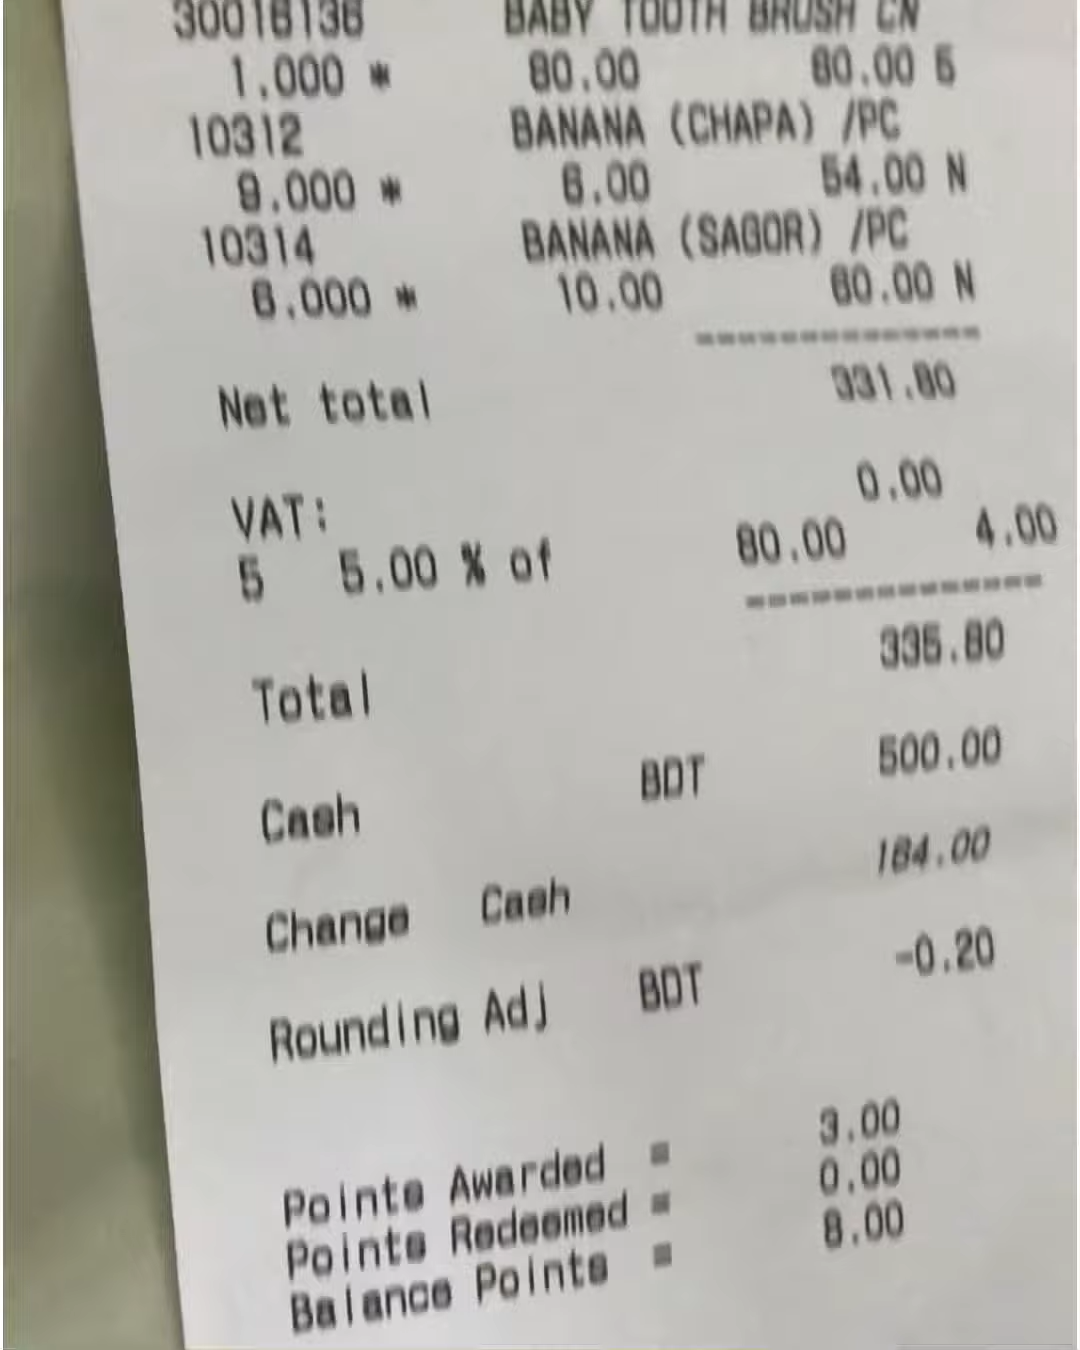 30016136 BABY TOOTH BRUSH CN
1.000 * 80.00 80.00 5
10312 BANANA (CHAPA) /PC
9.000 * 6.00 54.00 N
10314 BANANA (SAGOR) /PC
6.000 * 10.00 60.00 N
--------------
Net total 331.80
VAT: 0.00
5 5.00 % of 80.00 4.00
--------------
Total 335.80
Cash BDT 500.00
Change Cash 164.00
Rounding Adj BDT -0.20
Points Awarded = 3.00
Points Redeemed = 0.00
Balance Points = 8.00